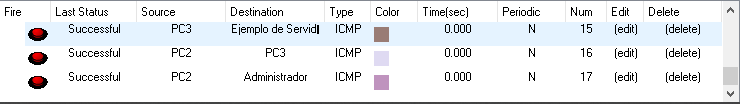 Fire Last Status Source Destination Type Color Time(sec) Periodic Num Edit Delete
Successful PC3 Ejemplo de Servid ICMP 0.000 N 15 (edit) (delete)
Successful PC2 PC3 ICMP 0.000 N 16 (edit) (delete)
Successful PC2 Administrador ICMP 0.000 N 17 (edit) (delete)